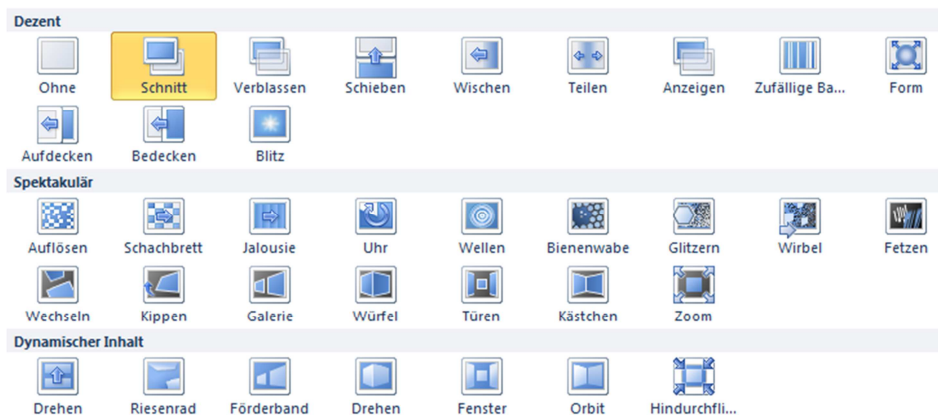 Dezent
Ohne Schnitt Verblassen Schieben Wischen Teilen Anzeigen Zufällige Ba... Form
Aufdecken Bedecken Blitz
Spektakulär
Auflösen Schachbrett Jalousie Uhr Wellen Bienenwabe Glitzern Wirbel Fetzen
Wechseln Kippen Galerie Würfel Türen Kästchen Zoom
Dynamischer Inhalt
Drehen Riesenrad Förderband Drehen Fenster Orbit Hindurchfli...